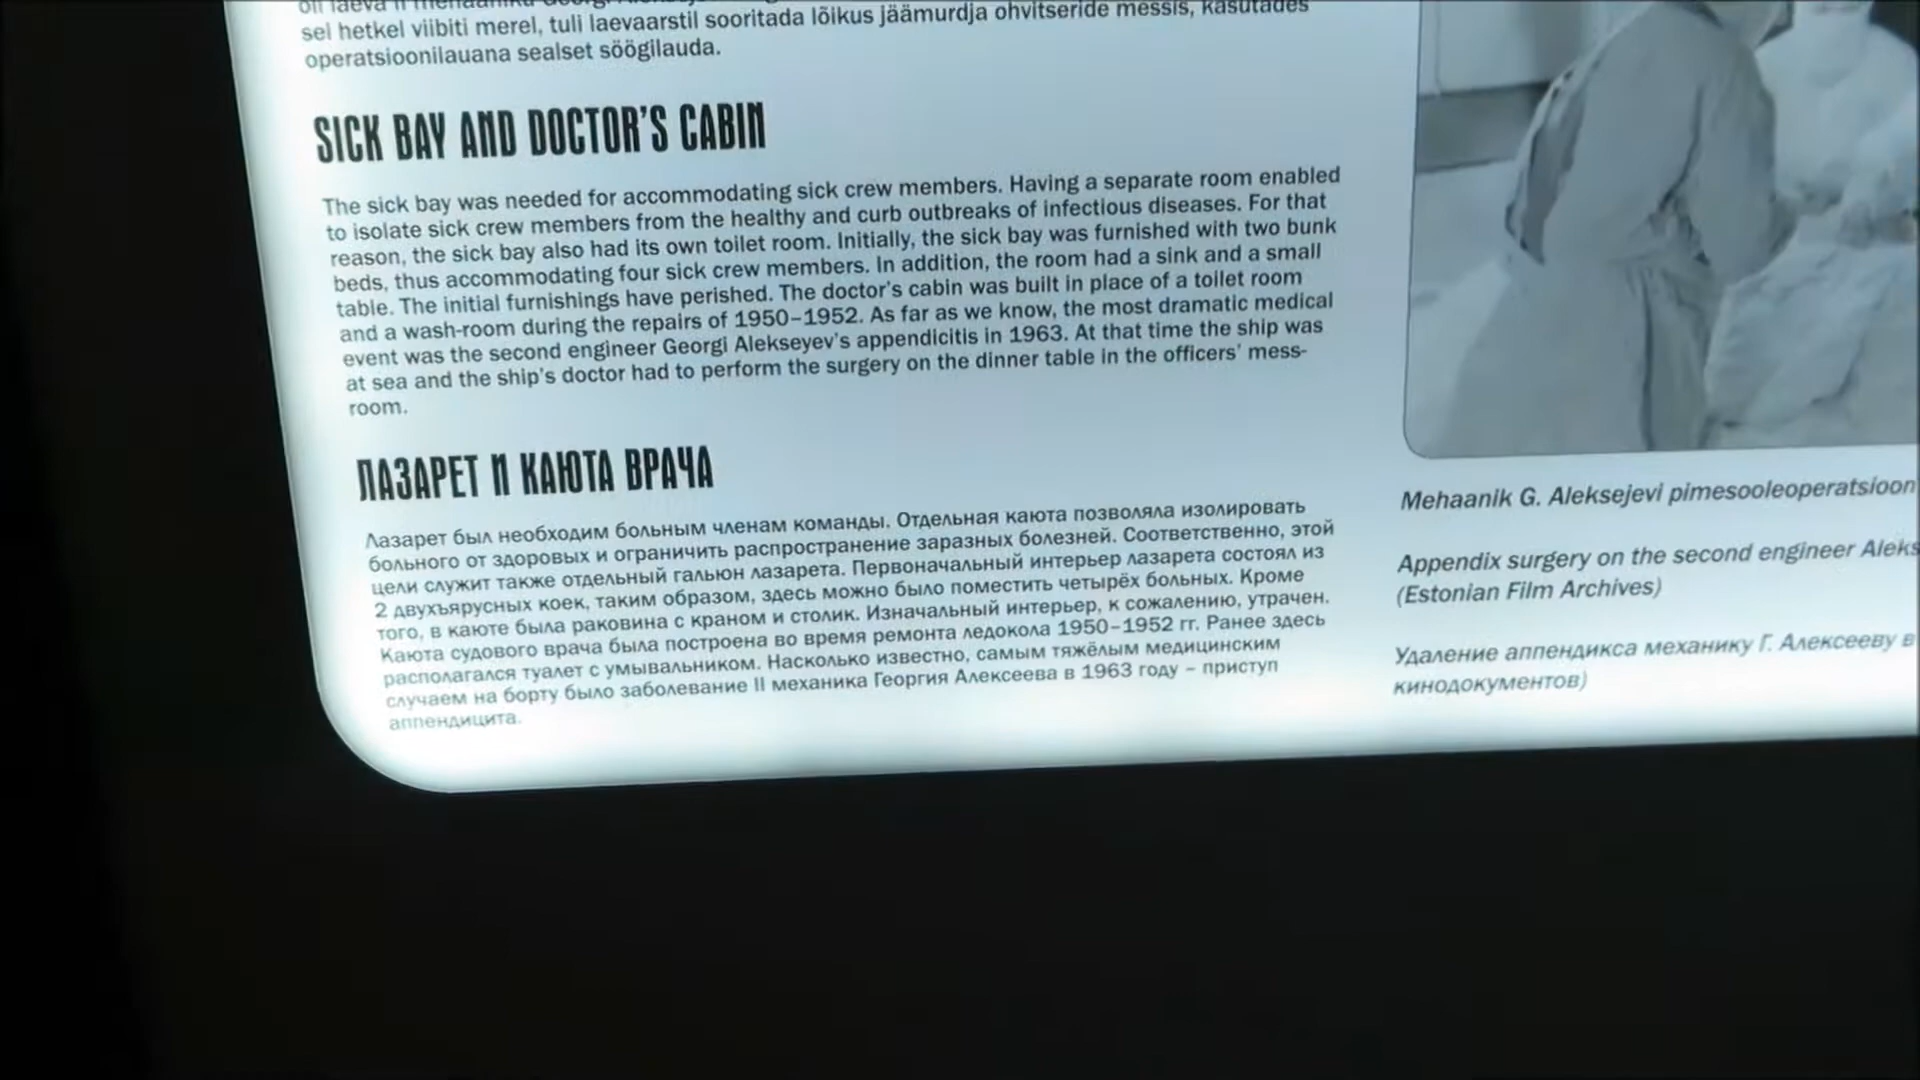 sel hetkel viibiti merel, tuli laevaarstil sooritada lõikus jäämurdja ohvitseride messis, kasutades
operatsioonilauana sealset söögilauda.
SICK BAY AND DOCTOR'S CABIN
The sick bay was needed for accommodating sick crew members. Having a separate room enabled
to isolate sick crew members from the healthy and curb outbreaks of infectious diseases. For that
reason, the sick bay also had its own toilet room. Initially, the sick bay was furnished with two bunk
beds, thus accommodating four sick crew members. In addition, the room had a sink and a small
table. The initial furnishings have perished. The doctor's cabin was built in place of a toilet room
and a wash-room during the repairs of 1950–1952. As far as we know, the most dramatic medical
event was the second engineer Georgi Alekseyev's appendicitis in 1963. At that time the ship was
at sea and the ship's doctor had to perform the surgery on the dinner table in the officers' mess-
room.
ЛАЗАРЕТ И КАЮТА ВРАЧА
Лазарет был необходим больным членам команды. Отдельная каюта позволяла изолировать
больного от здоровых и ограничить распространение заразных болезней. Соответственно, этой
цели служит также отдельный гальюн лазарета. Первоначальный интерьер лазарета состоял из
2 двухъярусных коек, таким образом, здесь можно было поместить четырёх больных. Кроме
того, в каюте была раковина с краном и столик. Изначальный интерьер, к сожалению, утрачен.
Каюта судового врача была построена во время ремонта ледокола 1950–1952 гг. Ранее здесь
располагался туалет с умывальником. Насколько известно, самым тяжёлым медицинским
случаем на борту было заболевание II механика Георгия Алексеева в 1963 году – приступ
аппендицита.
Mehaanik G. Aleksejevi pimesooleoperatsioon
Appendix surgery on the second engineer Aleks
(Estonian Film Archives)
Удаление аппендикса механику Г. Алексееву в
кинодокументов)